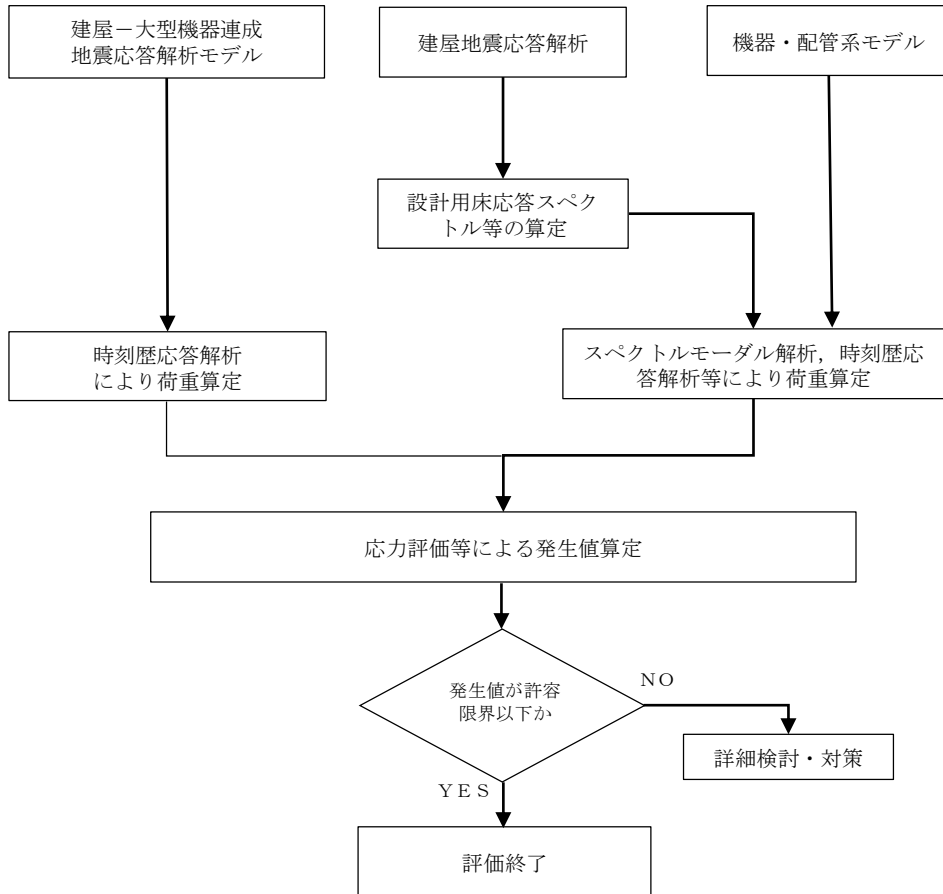 建屋－大型機器連成
地震応答解析モデル
建屋地震応答解析
機器・配管系モデル
設計用床応答スペク
トル等の算定
時刻歴応答解析
により荷重算定
スペクトルモーダル解析，時刻歴応
答解析等により荷重算定
応力評価等による発生値算定
発生値が許容
限界以下か
ＮＯ
詳細検討・対策
ＹＥＳ
評価終了